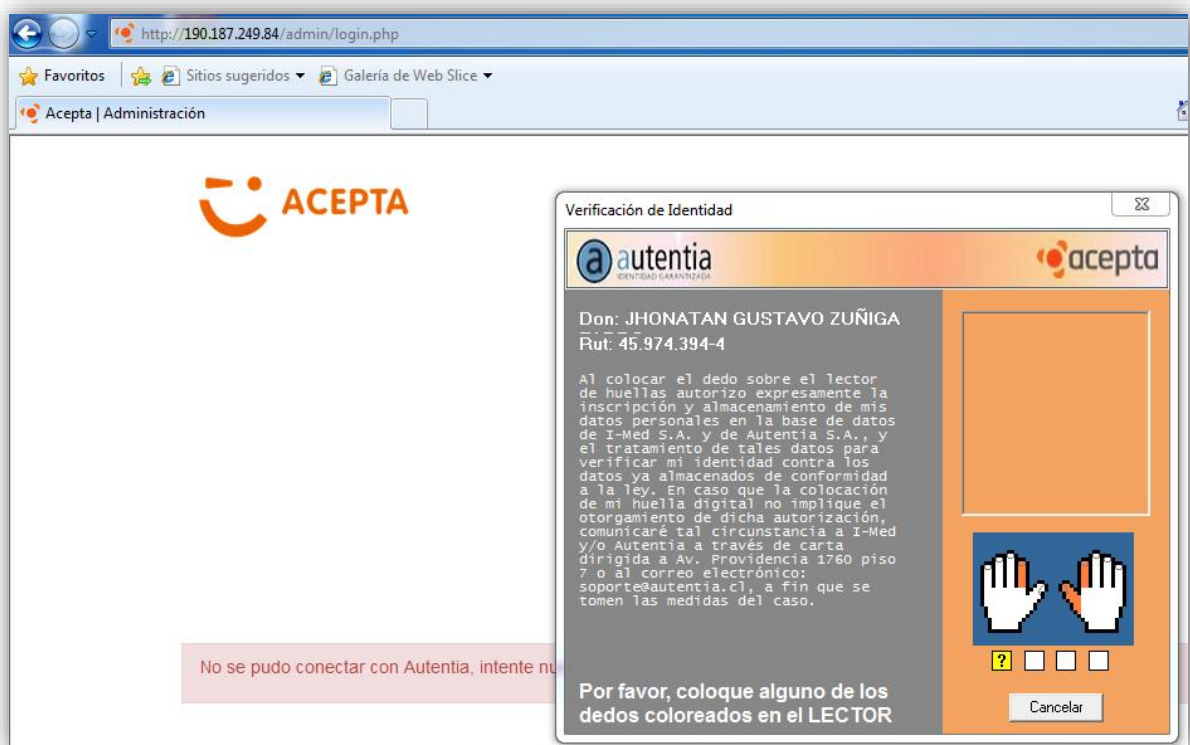 http://190.187.249.84/admin/login.php
Favoritos
Sitios sugeridos
Galería de Web Slice
Acepta | Administración
ACEPTA
Verificación de Identidad
a autentia
IDENTIDAD GARANTIZADA
acepta
Don: JHONATAN GUSTAVO ZUÑIGA
Rut: 45.974.394-4
Al colocar el dedo sobre el lector
de huellas autorizo expresamente la
inscripción y almacenamiento de mis
datos personales en la base de datos
de I-Med S.A. y de Autentia S.A., y
el tratamiento de tales datos para
verificar mi identidad contra los
datos ya almacenados de conformidad
a la ley. En caso que la colocación
de mi huella digital no implique el
otorgamiento de dicha autorización,
comunicaré tal circunstancia a I-Med
y/o Autentia a través de carta
dirigida a Av. Providencia 1760 piso
7 o al correo electrónico:
soporte@autentia.cl, a fin que se
tomen las medidas del caso.
?
No se pudo conectar con Autentia, intente
Por favor, coloque alguno de los
dedos coloreados en el LECTOR
Cancelar